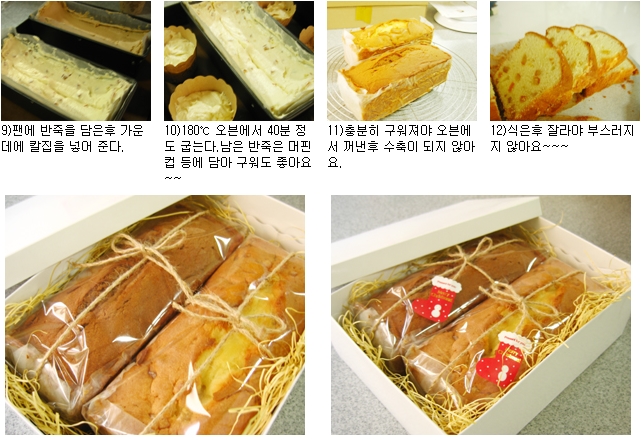 9)팬에 반죽을 담은후 가운
데에 칼집을 넣어 준다.
10)180℃ 오븐에서 40분 정
도 굽는다.남은 반죽은 머핀
컵 등에 담아 구워도 좋아요
~~
11)충분히 구워져야 오븐에
서 꺼낸후 수축이 되지 않아
요.
12)식은후 잘라야 부스러지
지 않아요~~~